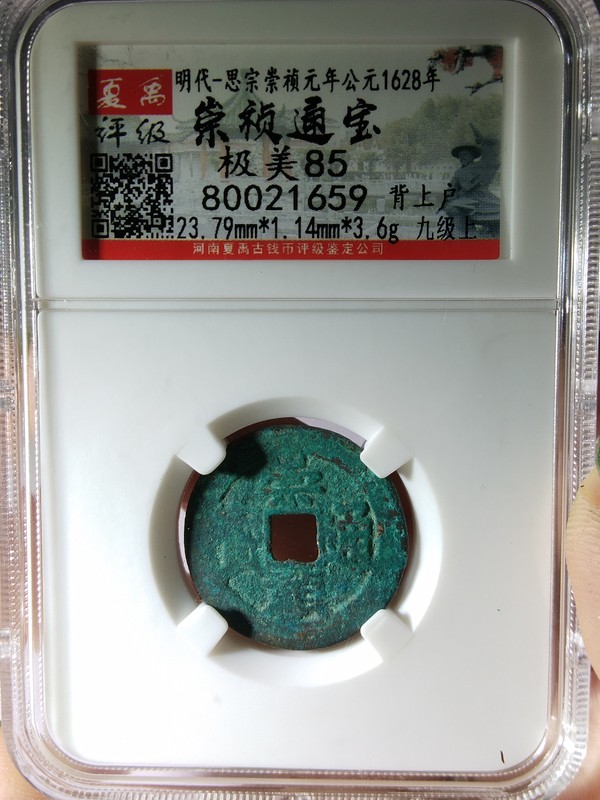 夏禹
评级
明代-思宗崇祯元年公元1628年
崇祯通宝
极美85
80021659 背上户
23.79mm*1.14mm*3.6g 九级上
河南夏禹古钱币评级鉴定公司